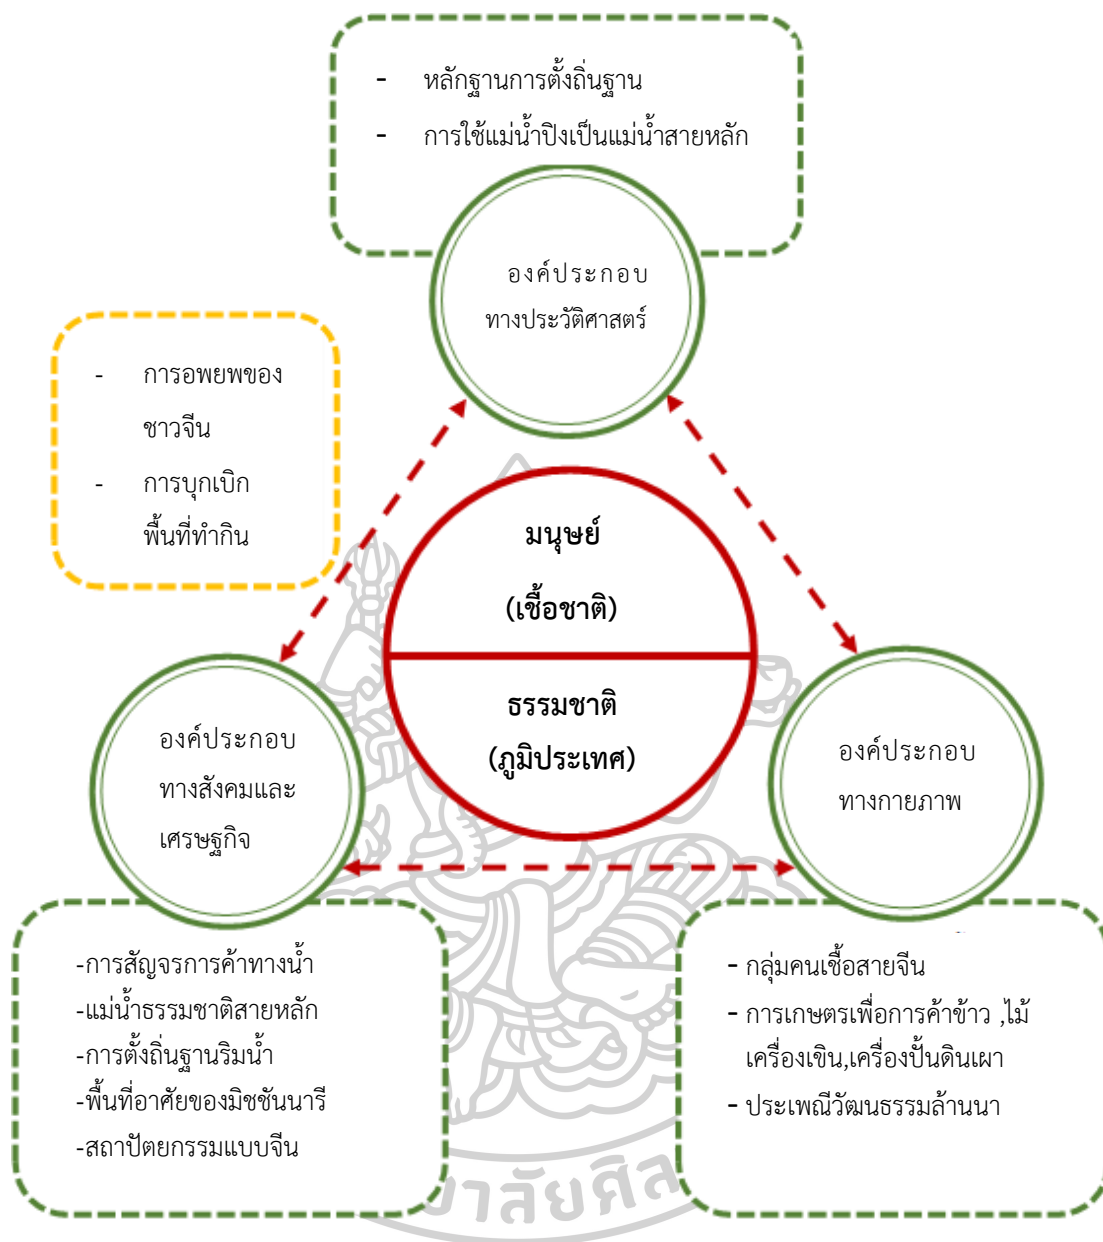 - หลักฐานการตั้งถิ่นฐาน
- การใช้แม่น้ำปิงเป็นแม่น้ำสายหลัก
องค์ประกอบ
ทางประวัติศาสตร์
- การอพยพของ
ชาวจีน
- การบุกเบิก
พื้นที่ทำกิน
มนุษย์
(เชื้อชาติ)
ธรรมชาติ
(ภูมิประเทศ)
องค์ประกอบ
ทางสังคมและ
เศรษฐกิจ
องค์ประกอบ
ทางกายภาพ
-การสัญจรการค้าทางน้ำ
-แม่น้ำธรรมชาติสายหลัก
-การตั้งถิ่นฐานริมน้ำ
-พื้นที่อาศัยของมิชชันนารี
-สถาปัตยกรรมแบบจีน
- กลุ่มคนเชื้อสายจีน
- การเกษตรเพื่อการค้าข้าว ,ไม้
เครื่องเขิน,เครื่องปั้นดินเผา
- ประเพณีวัฒนธรรมล้านนา